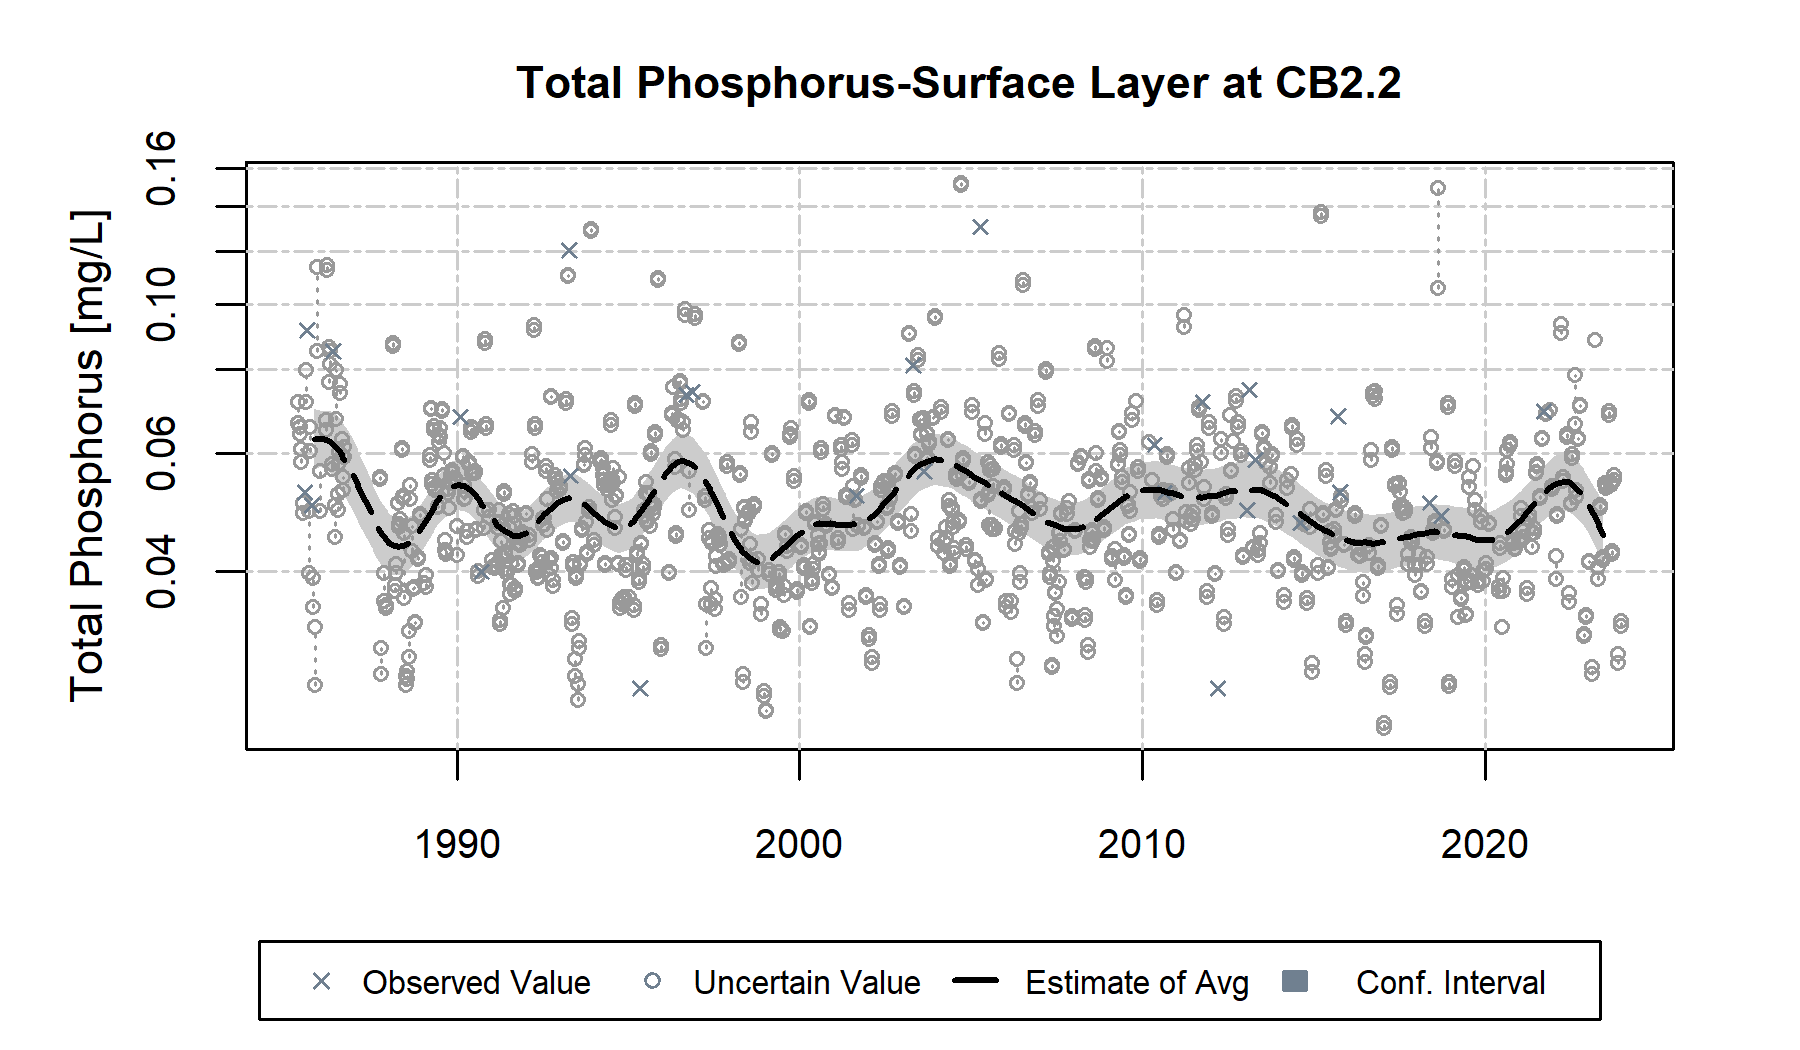 Total Phosphorus-Surface Layer at CB2.2
Total Phosphorus [mg/L]
0.16
0.10
0.06
0.04
1990 2000 2010 2020
Observed Value Uncertain Value Estimate of Avg Conf. Interval